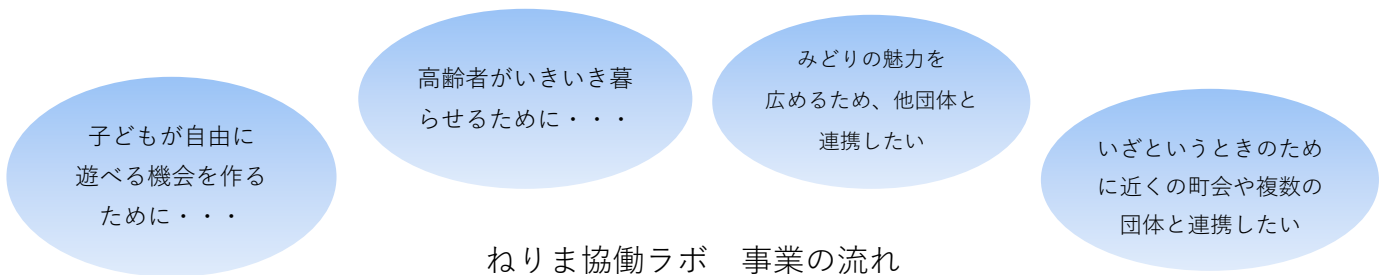 子どもが自由に
遊べる機会を作る
ために・・・
高齢者がいきいき暮
らせるために・・・
みどりの魅力を
広めるため、他団体と
連携したい
いざというときのため
に近くの町会や複数の
団体と連携したい
ねりま協働ラボ　事業の流れ